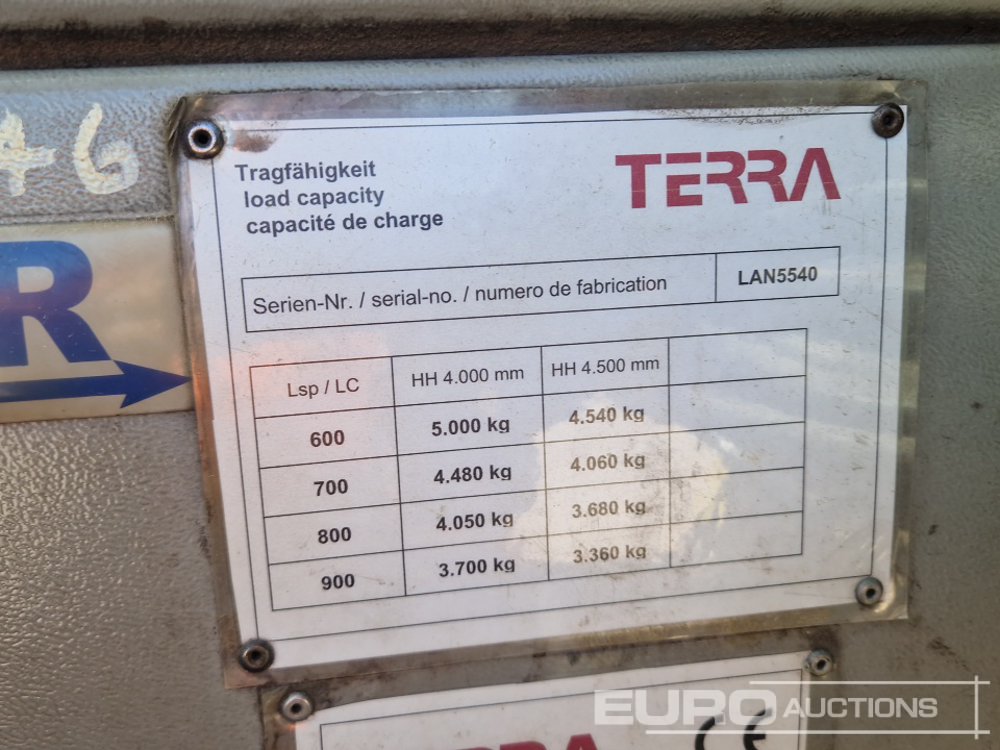 46
R
Tragfähigkeit
load capacity
capacité de charge
TERRA
Serien-Nr. / serial-no. / numero de fabrication LAN5540
Lsp / LC HH 4.000 mm HH 4.500 mm
600 5.000 kg 4.540 kg
700 4.480 kg 4.060 kg
800 4.050 kg 3.680 kg
900 3.700 kg 3.360 kg
TERRA CE
EURO AUCTIONS